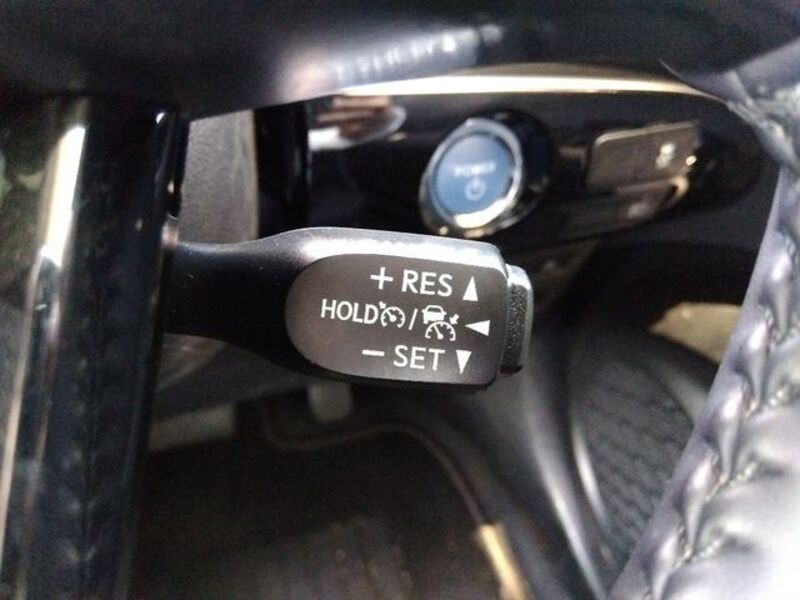 POWER
+ RES ▲
HOLD / ◀
− SET ▼